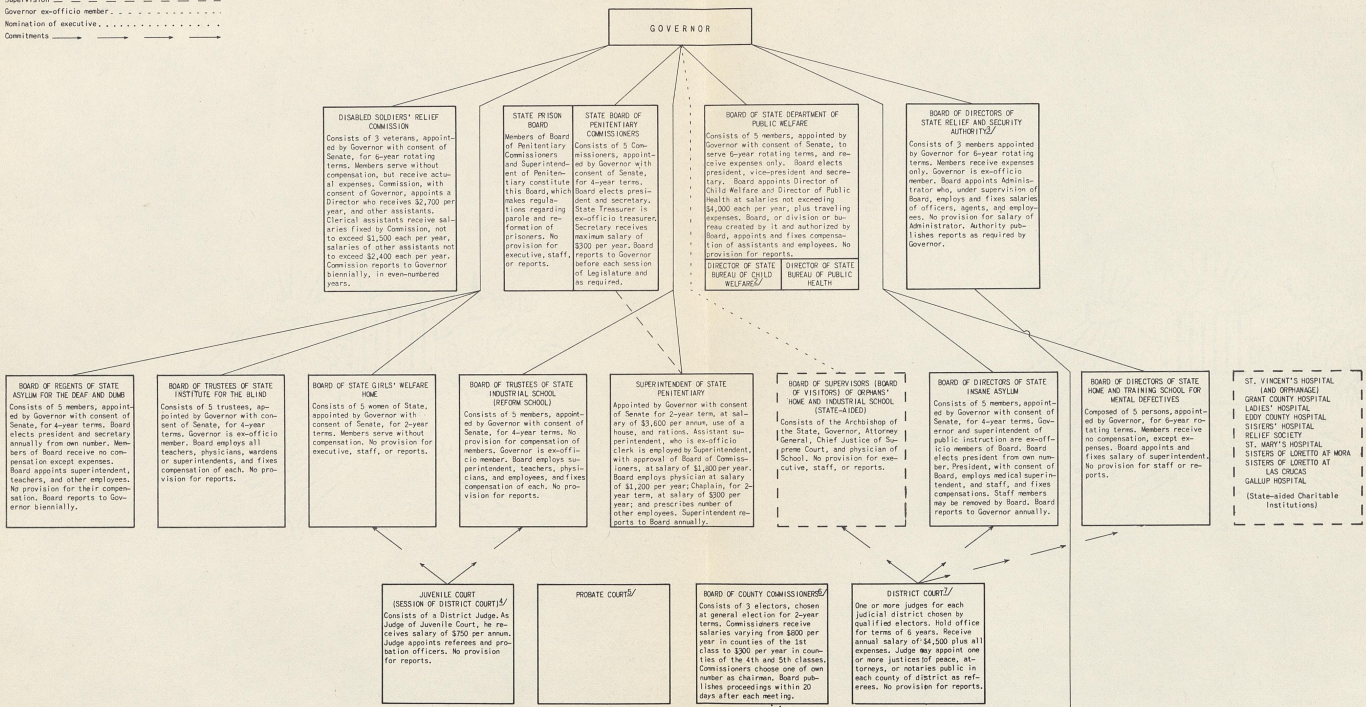 Governor ex-officio member
Nomination of executive
Commitments
GOVERNOR
DISABLED SOLDIERS' RELIEF
COMMISSION
Consists of 3 veterans, appoint-
ed by Governor with consent of
Senate, for 6-year rotating
terms. Members serve without
compensation, but receive actu-
al expenses. Commission, with
consent of Governor, appoints a
Director who receives $2,700 per
year, and other assistants.
Clerical assistants receive sal-
aries fixed by Commission, not
to exceed $1,500 each per year,
salaries of other assistants not
to exceed $2,400 each per year.
Commission reports to Governor
biennially, in even-numbered
years.
STATE PRISON
BOARD
Members of Board
of Penitentiary
Commissioners
and Superintend-
ent of Peniten-
tiary constitute
this Board, which
makes regula-
tions regarding
parole and re-
formation of
prisoners. No
provision for
executive, staff,
or reports.
STATE BOARD OF
PENITENTIARY
COMMISSIONERS
Consists of 5 Com-
missioners, appoint-
ed by Governor with
consent of Senate,
for 4-year terms.
Board elects presi-
dent and secretary.
State Treasurer is
ex-officio treasurer.
Secretary receives
maximum salary of
$300 per year. Board
reports to Governor
before each session
of Legislature and
as required.
BOARD OF STATE DEPARTMENT OF
PUBLIC WELFARE
Consists of 5 members, appointed by
Governor with consent of Senate, to
serve 6-year rotating terms, and re-
ceive expenses only. Board elects
president, vice-president and secre-
tary. Board appoints Director of
Child Welfare and Director of Public
Health at salaries not exceeding
$4,000 each per year, plus traveling
expenses. Board, or division or bu-
reau created by it and authorized by
Board, appoints and fixes compensa-
tion of assistants and employees. No
provision for reports.
DIRECTOR OF STATE
BUREAU OF CHILD
WELFARE
DIRECTOR OF STATE
BUREAU OF PUBLIC
HEALTH
BOARD OF DIRECTORS OF
STATE RELIEF AND SECURITY
AUTHORITY3/
Consists of 3 members appointed
by Governor for 6-year rotating
terms. Members receive expenses
only. Governor is ex-officio
member. Board appoints Adminis-
trator who, under supervision of
Board, employs and fixes salaries
of officers, agents, and employ-
ees. No provision for salary of
Administrator. Authority pub-
lishes reports as required by
Governor.
BOARD OF REGENTS OF STATE
ASYLUM FOR THE DEAF AND DUMB
Consists of 5 members, appoint-
ed by Governor with consent of
Senate, for 4-year terms. Board
elects president and secretary
annually from own number. Mem-
bers of Board receive no com-
pensation except expenses.
Board appoints superintendent,
teachers, and other employees.
No provision for their compen-
sation. Board reports to Gov-
ernor biennially.
BOARD OF TRUSTEES OF STATE
INSTITUTE FOR THE BLIND
Consists of 5 trustees, ap-
pointed by Governor with con-
sent of Senate, for 4-year
terms. Governor is ex-officio
member. Board employs all
teachers, physicians, wardens
or superintendents, and fixes
compensation of each. No pro-
vision for reports.
BOARD OF STATE GIRLS' WELFARE
HOME
Consists of 5 women of State,
appointed by Governor with
consent of Senate, for 2-year
terms. Members serve without
compensation. No provision for
executive, staff, or reports.
BOARD OF TRUSTEES OF STATE
INDUSTRIAL SCHOOL
(REFORM SCHOOL)
Consists of 5 members, appoint-
ed by Governor with consent of
Senate, for 4-year terms. No
provision for compensation of
members. Governor is ex-offi-
cio member. Board employs su-
perintendent, teachers, physi-
cians, and employees, and fixes
compensation of each. No pro-
vision for reports.
SUPERINTENDENT OF STATE
PENITENTIARY
Appointed by Governor with consent
of Senate for 2-year term, at sal-
ary of $3,600 per annum, use of a
house, and rations. Assistant su-
perintendent, who is ex-officio
clerk is employed by Superintendent,
with approval of Board of Commiss-
ioners, at salary of $1,800 per year.
Board employs physician at salary
of $1,200 per year; Chaplain, for 2-
year term, at salary of $300 per
year; and prescribes number of
other employees. Superintendent re-
ports to Board annually.
BOARD OF SUPERVISORS (BOARD
OF VISITORS) OF ORPHANS'
HOME AND INDUSTRIAL SCHOOL
(STATE-AIDED)
Consists of the Archbishop of
the State, Governor, Attorney
General, Chief Justice of Su-
preme Court, and physician of
School. No provision for exe-
cutive, staff, or reports.
BOARD OF DIRECTORS OF STATE
INSANE ASYLUM
Consists of 5 members, appoint-
ed by Governor with consent of
Senate, for 4-year terms. Gov-
ernor and superintendent of
public instruction are ex-off-
icio members of Board. Board
elects president from own num-
ber. President, with consent of
Board, employs medical superin-
tendent, and staff, and fixes
compensations. Staff members
may be removed by Board. Board
reports to Governor annually.
BOARD OF DIRECTORS OF STATE
HOME AND TRAINING SCHOOL FOR
MENTAL DEFECTIVES
Composed of 5 persons, appoint-
ed by Governor, for 6-year ro-
tating terms. Members receive
no compensation, except ex-
penses. Board appoints and
fixes salary of superintendent.
No provision for staff or re-
ports.
ST. VINCENT'S HOSPITAL
(AND ORPHANAGE)
GRANT COUNTY HOSPITAL
LADIES' HOSPITAL
EDDY COUNTY HOSPITAL
SISIERS' HOSPITAL
RELIEF SOCIETY
ST. MARY'S HOSPITAL
SISTERS OF LORETTO AT MORA
SISTERS OF LORETTO AT
LAS CRUCAS
GALLUP HOSPITAL
(State-aided Charitable
Institutions)
JUVENILE COURT
(SESSION OF DISTRICT COURT)4/
Consists of a District Judge. As
Judge of Juvenile Court, he re-
ceives salary of $750 per annum.
Judge appoints referees and pro-
bation officers. No provision
for reports.
PROBATE COURT5/
BOARD OF COUNTY COMMISSIONERS6/
Consists of 3 electors, chosen
at general election for 2-year
terms. Commissioners receive
salaries varying from $800 per
year in counties of the 1st
class to $300 per year in coun-
ties of the 4th and 5th classes.
Commissioners choose one of own
number as chairman. Board pub-
lishes proceedings within 20
days after each meeting.
DISTRICT COURT7/
One or more judges for each
judicial district chosen by
qualified electors. Hold office
for terms of 6 years. Receive
annual salary of $4,500 plus all
expenses. Judge may appoint one
or more justices of peace, at-
torneys, or notaries public in
each county of district as ref-
erees. No provision for reports.